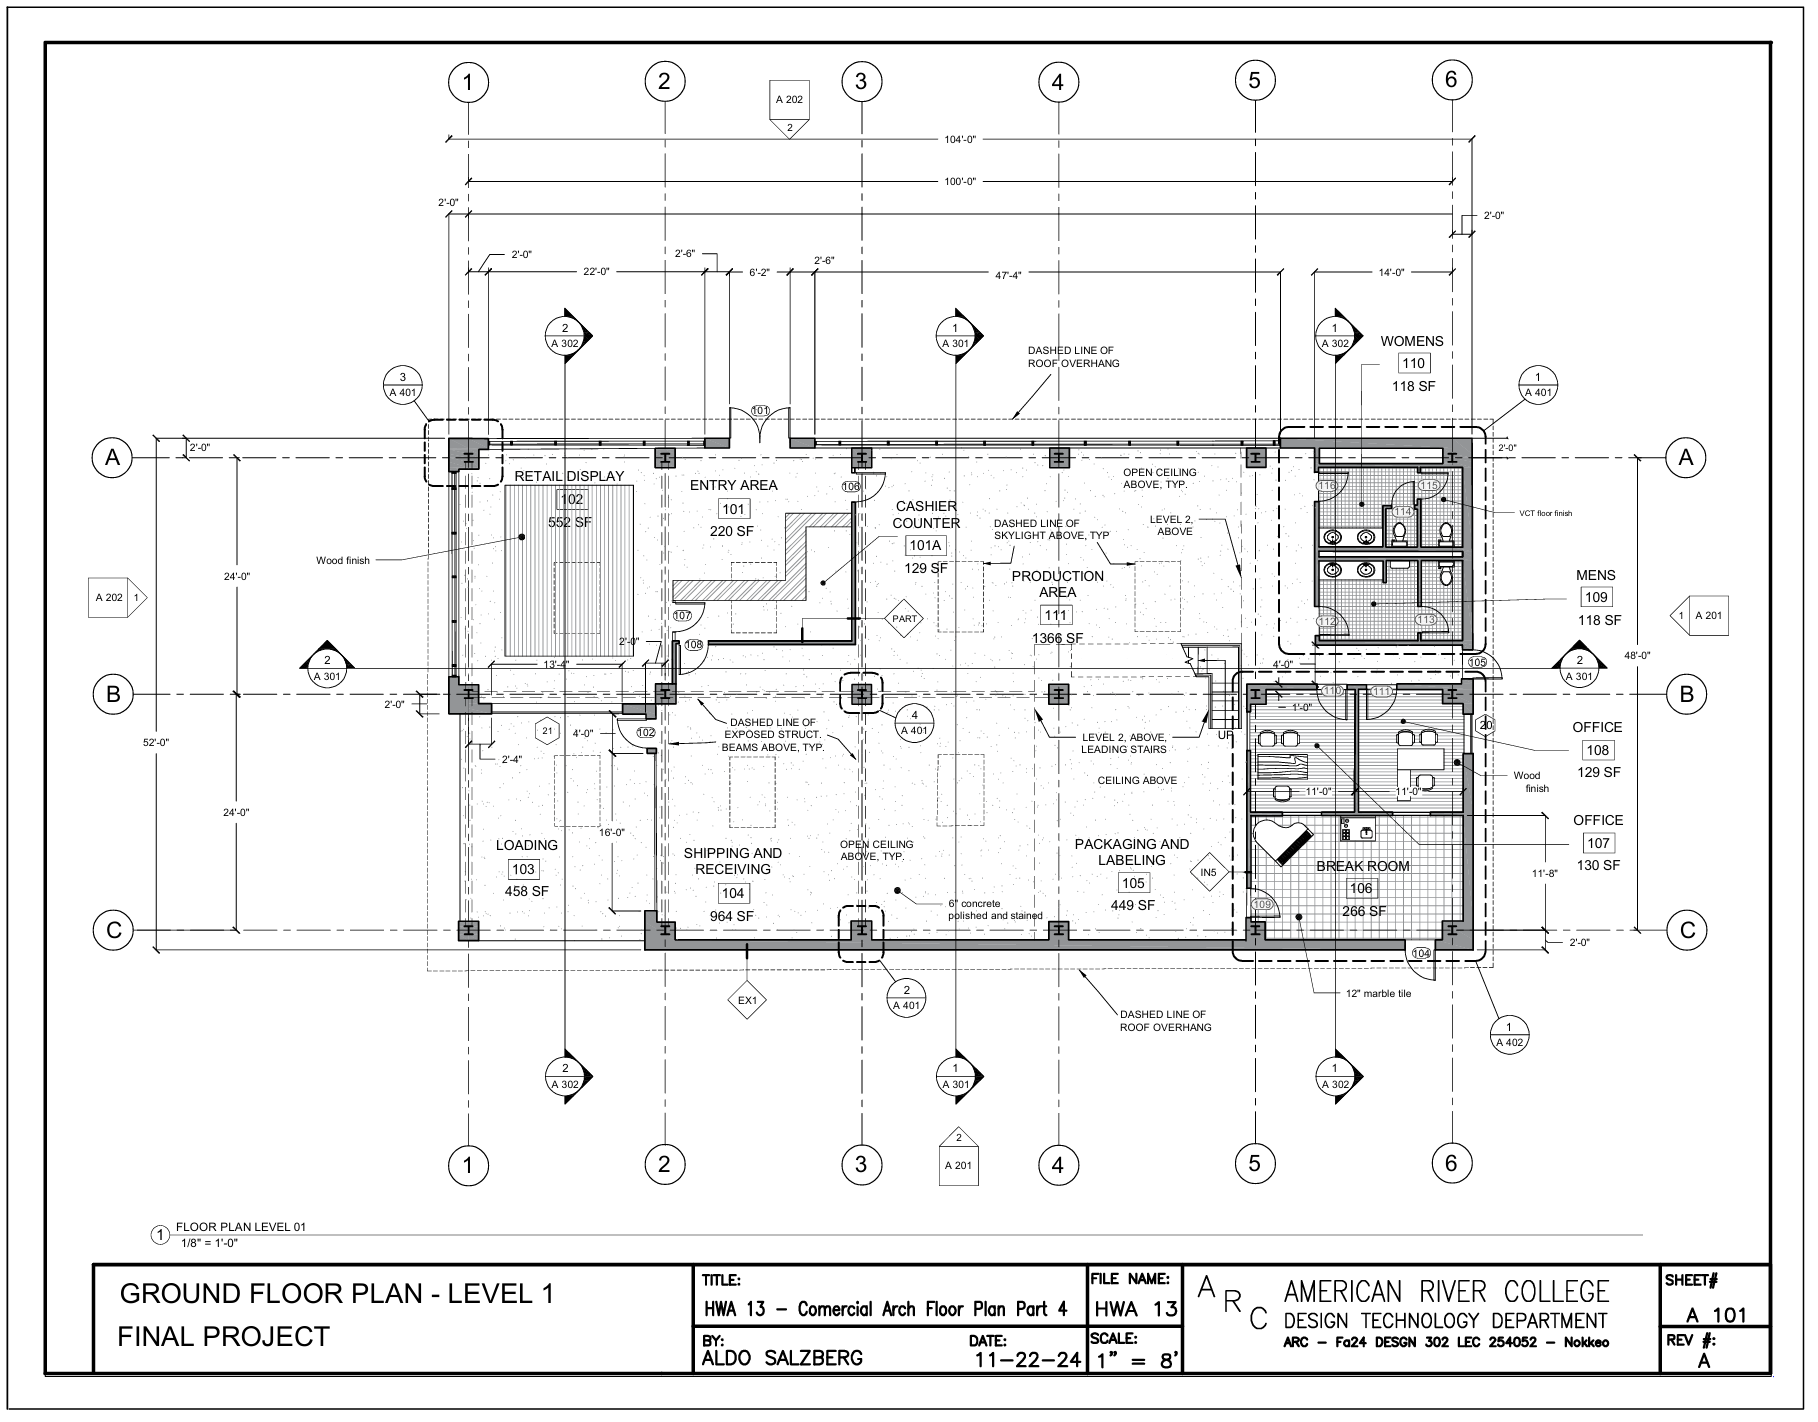 1
2
3
4
5
6
A 202
2
104'-0"
100'-0"
2'-0"
2'-0"
2'-0"
22'-0"
2'-6"
6'-2"
2'-6"
47'-4"
14'-0"
2
A 302
1
A 301
1
A 302
DASHED LINE OF
ROOF OVERHANG
WOMENS
110
118 SF
3
A 401
1
A 401
101
A
2'-0"
2'-0"
A
RETAIL DISPLAY
102
552 SF
ENTRY AREA
101
220 SF
106
OPEN CEILING
ABOVE, TYP.
116
115
114
CASHIER
COUNTER
101A
129 SF
DASHED LINE OF
SKYLIGHT ABOVE, TYP
LEVEL 2,
ABOVE
VCT floor finish
Wood finish
24'-0"
PRODUCTION
AREA
111
1366 SF
MENS
109
118 SF
A 202
1
1
A 201
107
PART
112
113
2'-0"
108
13'-4"
2
A 301
4'-0"
105
2
A 301
48'-0"
B
2'-0"
110
111
B
1'-0"
52'-0"
21
4'-0"
102
DASHED LINE OF
EXPOSED STRUCT.
BEAMS ABOVE, TYP.
4
A 401
LEVEL 2, ABOVE,
LEADING STAIRS
UP
20
OFFICE
108
129 SF
2'-4"
CEILING ABOVE
Wood
finish
11'-0"
11'-0"
24'-0"
16'-0"
OFFICE
107
130 SF
LOADING
103
458 SF
SHIPPING AND
RECEIVING
104
964 SF
OPEN CEILING
ABOVE, TYP.
PACKAGING AND
LABELING
105
449 SF
IN5
BREAK ROOM
106
266 SF
11'-8"
6" concrete
polished and stained
109
C
C
2'-0"
104
EX1
2
A 401
12" marble tile
DASHED LINE OF
ROOF OVERHANG
1
A 402
2
A 302
1
A 301
1
A 302
2
A 201
1
2
3
4
5
6
1
FLOOR PLAN LEVEL 01
1/8" = 1'-0"
GROUND FLOOR PLAN - LEVEL 1
FINAL PROJECT
TITLE:
HWA 13 - Comercial Arch Floor Plan Part 4
BY:
ALDO SALZBERG
DATE:
11-22-24
FILE NAME:
HWA 13
SCALE:
1" = 8'
ARC
AMERICAN RIVER COLLEGE
DESIGN TECHNOLOGY DEPARTMENT
ARC - Fa24 DESGN 302 LEC 254052 - Nokkeo
SHEET#
A 101
REV #:
A